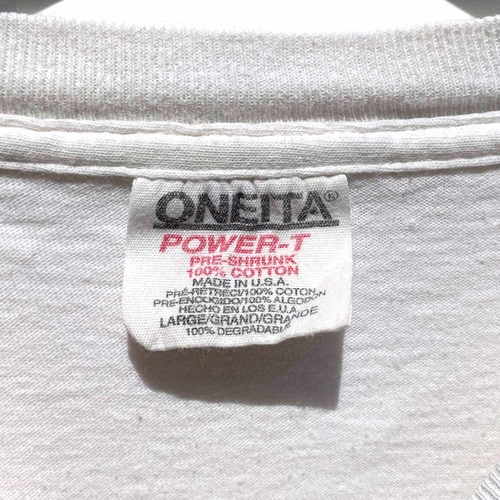 ONEITA®
POWER-T
PRE-SHRUNK
100% COTTON
MADE IN U.S.A.
PRÉ-RETRECI/100% COTON
PRE-ENCOGIDO/100% ALGODON
HECHO EN LOS E.U.A.
LARGE/GRAND/GRANDE
100% DEGRADABLE